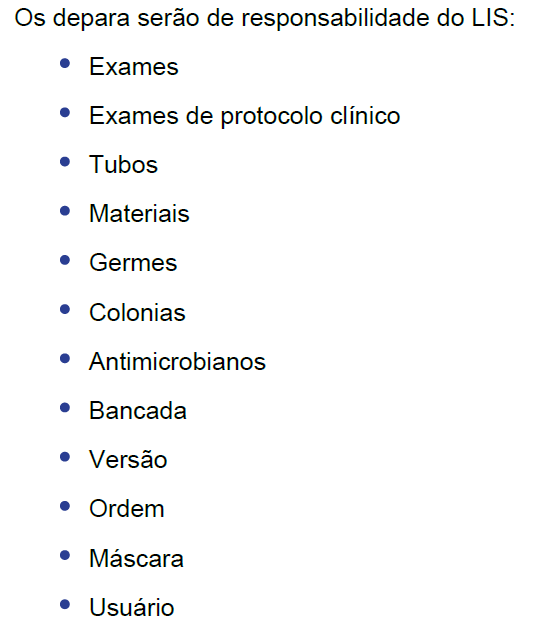 Os depara serão de responsabilidade do LIS:
• Exames
• Exames de protocolo clínico
• Tubos
• Materiais
• Germes
• Colonias
• Antimicrobianos
• Bancada
• Versão
• Ordem
• Máscara
• Usuário